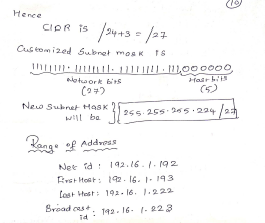 (10)
Hence
CIDR is /24+3 = /27
Customized Subnet mask is
11111111 · 11111111 · 11111111 · 11100000
Network bits Host bits
(27) (5)
New Subnet Mask } 255.255.255.224 /27
will be
Range of Address
Net id : 192.16.1.192
First Host : 192.16.1.193
Last Host : 192.16.1.222
Broadcast id : 192.16.1.223